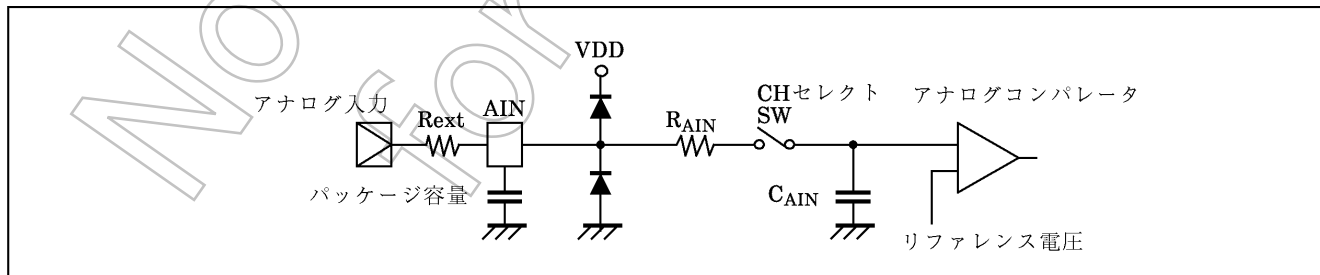 No
for
VDD
アナログ入力
Rext
AIN
RAIN
CHセレクト
SW
アナログコンパレータ
パッケージ容量
CAIN
リファレンス電圧